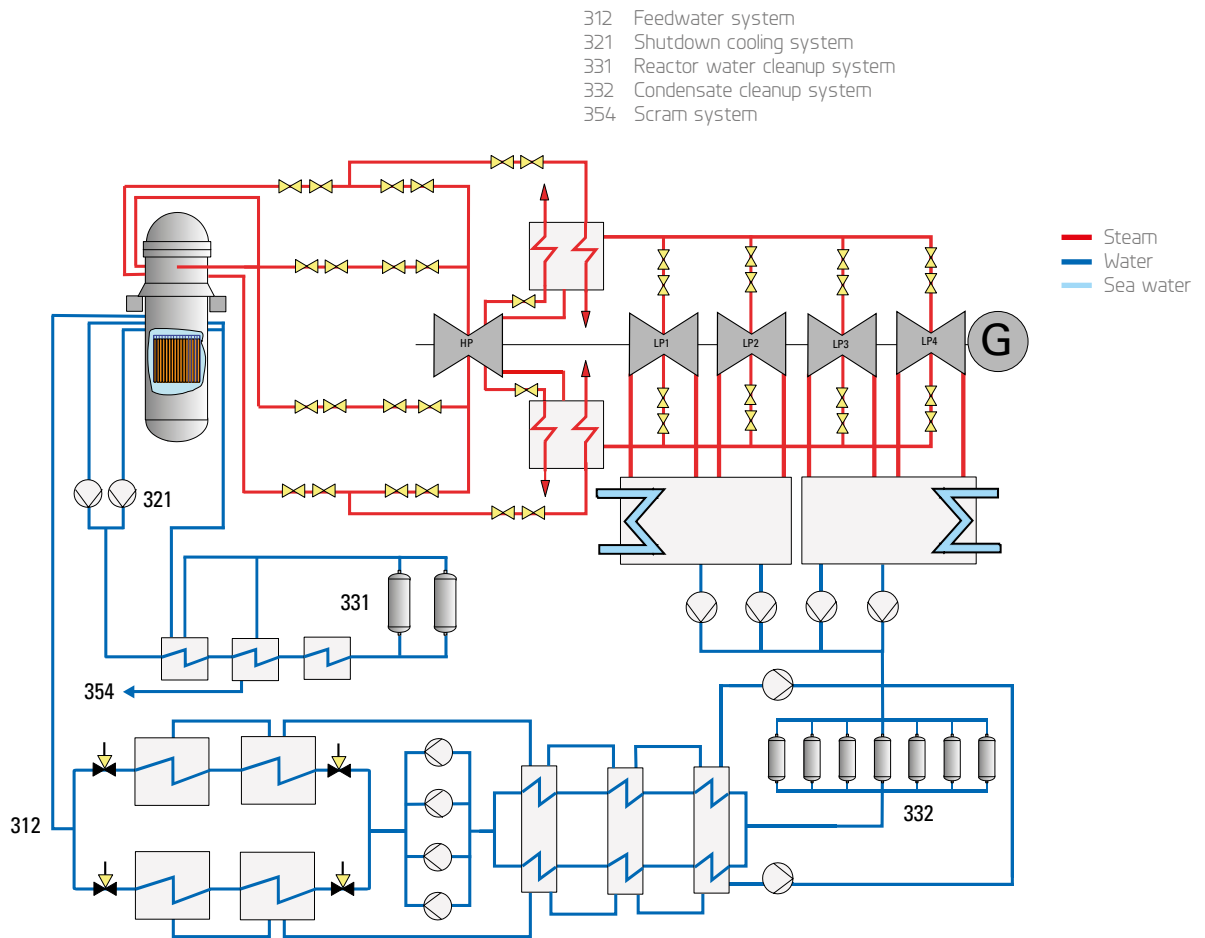 312 Feedwater system
321 Shutdown cooling system
331 Reactor water cleanup system
332 Condensate cleanup system
354 Scram system
Steam
Water
Sea water
HP
LP1
LP2
LP3
LP4
G
321
331
354
312
332